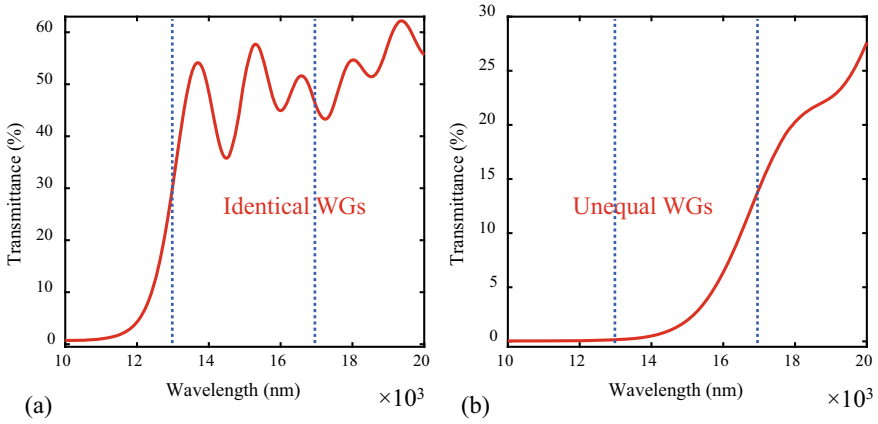 60
50
40
30
20
10
0
Transmittance (%)
Identical WGs
10 12 14 16 18 20
Wavelength (nm)
×10³
(a)
30
25
20
15
10
5
0
Transmittance (%)
Unequal WGs
10 12 14 16 18 20
Wavelength (nm)
×10³
(b)